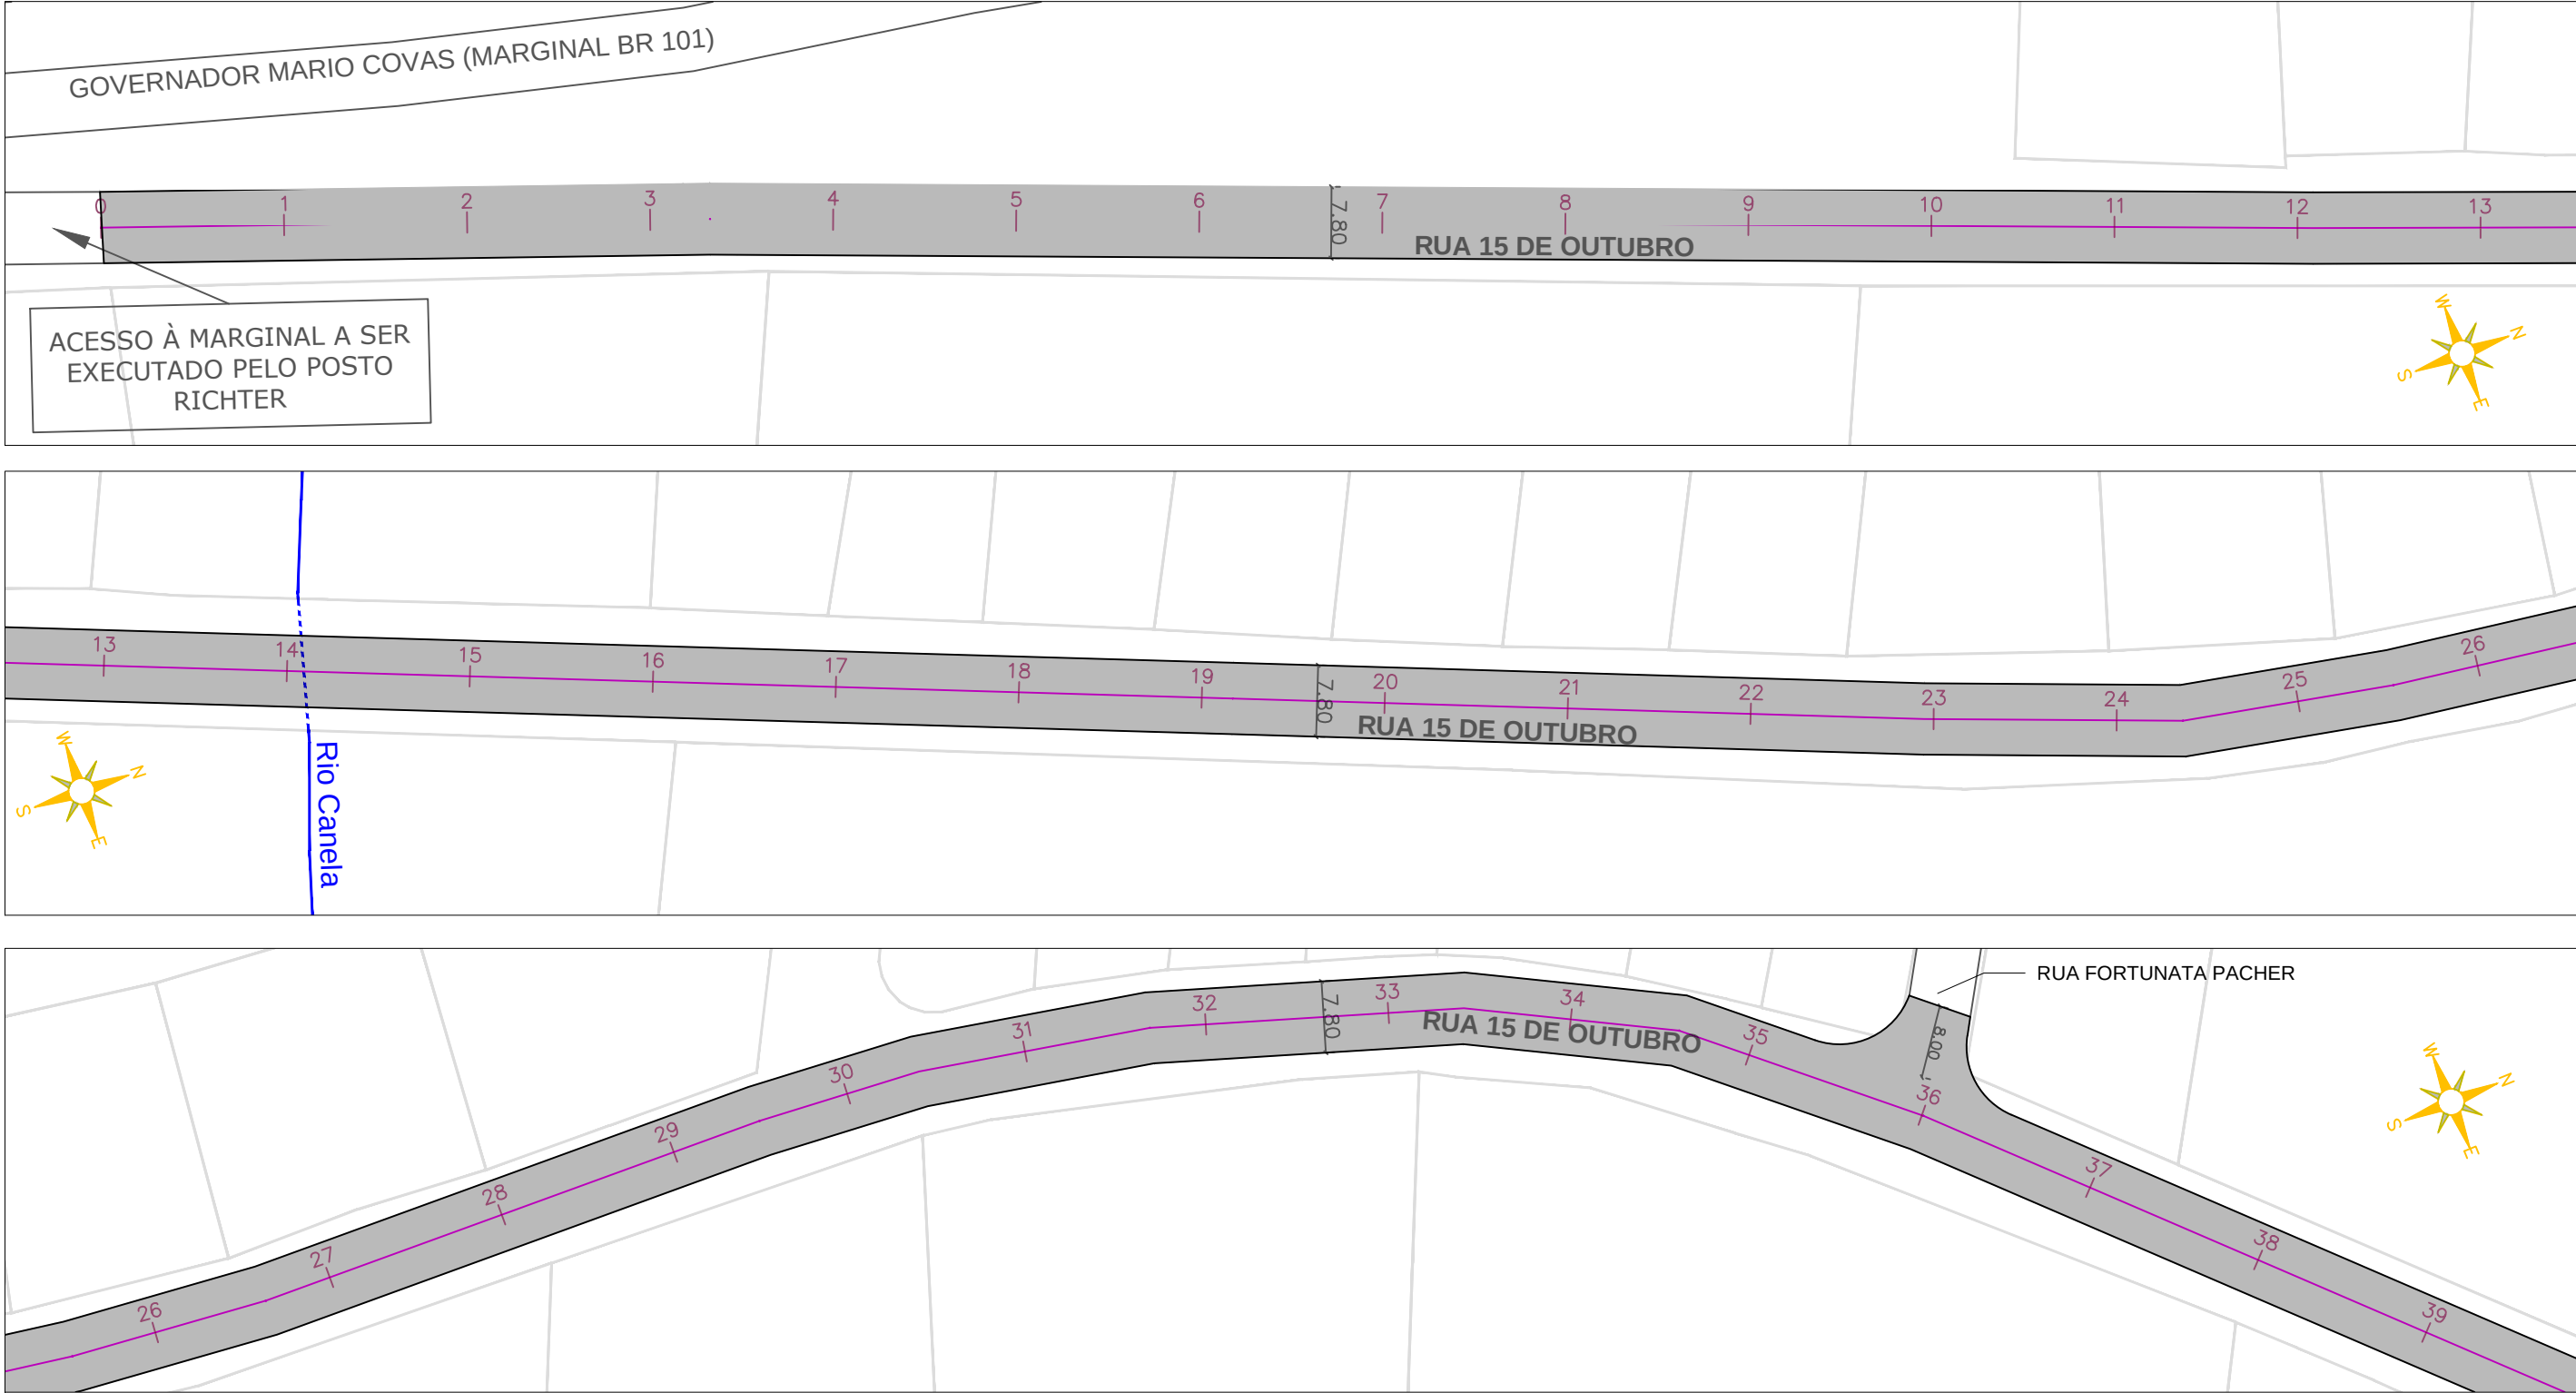 GOVERNADOR MARIO COVAS (MARGINAL BR 101)
0 1 2 3 4 5 6 7 8 9 10 11 12 13
7.80
RUA 15 DE OUTUBRO
ACESSO À MARGINAL A SER
EXECUTADO PELO POSTO
RICHTER
W N S E
13 14 15 16 17 18 19 20 21 22 23 24 25 26
7.80
RUA 15 DE OUTUBRO
W N S E
Rio Canela
RUA FORTUNATA PACHER
26 27 28 29 30 31 32 33 34 35 36 37 38 39
7.80
RUA 15 DE OUTUBRO
8.00
W N S E